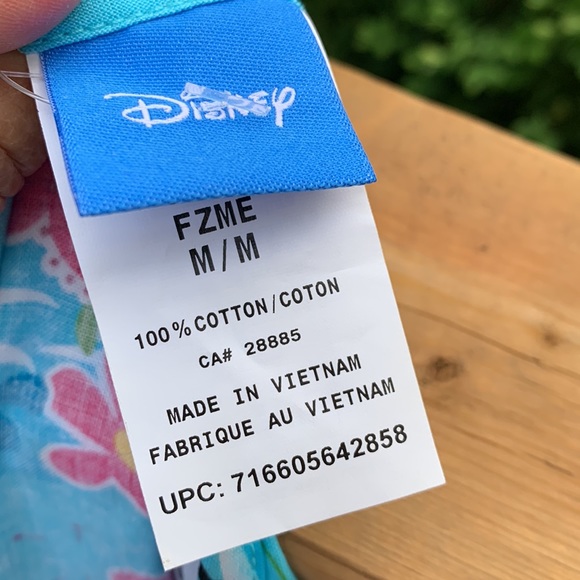 Disney
FZME
M/M
100% COTTON/COTON
CA# 28885
MADE IN VIETNAM
FABRIQUE AU VIETNAM
UPC: 716605642858